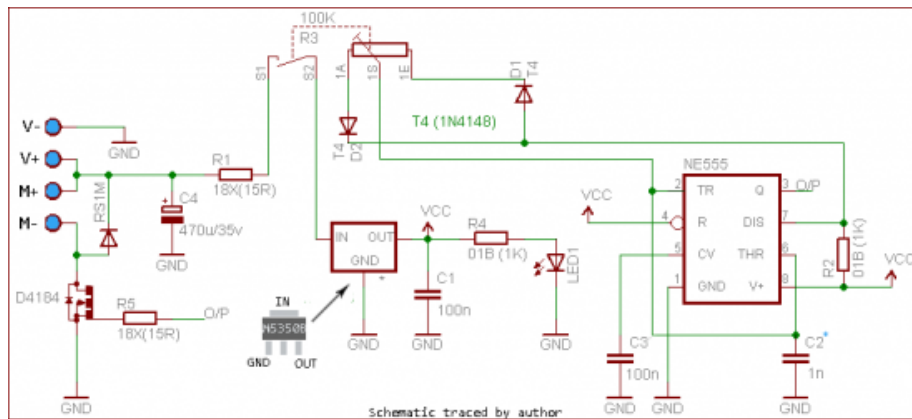 100K
R3
S1
S2
1A
1S
1E
D1
T4
T4 (1N4148)
T4
D2
V-
V+
M+
M-
GND
RS1M
R1
18X(15R)
C4
+
470u/35v
GND
D4184
R5
18X(15R)
O/P
GND
IN
OUT
GND
VCC
R4
01B (1K)
LED1
C1
100n
GND
GND
GND
IN
N5350B
GND
OUT
NE555
2
TR
Q
3
O/P
VCC
4
R
DIS
7
5
CV
THR
6
1
GND
V+
8
R2
01B (1K)
VCC
C3
100n
GND
GND
C2*
1n
GND
Schematic traced by author